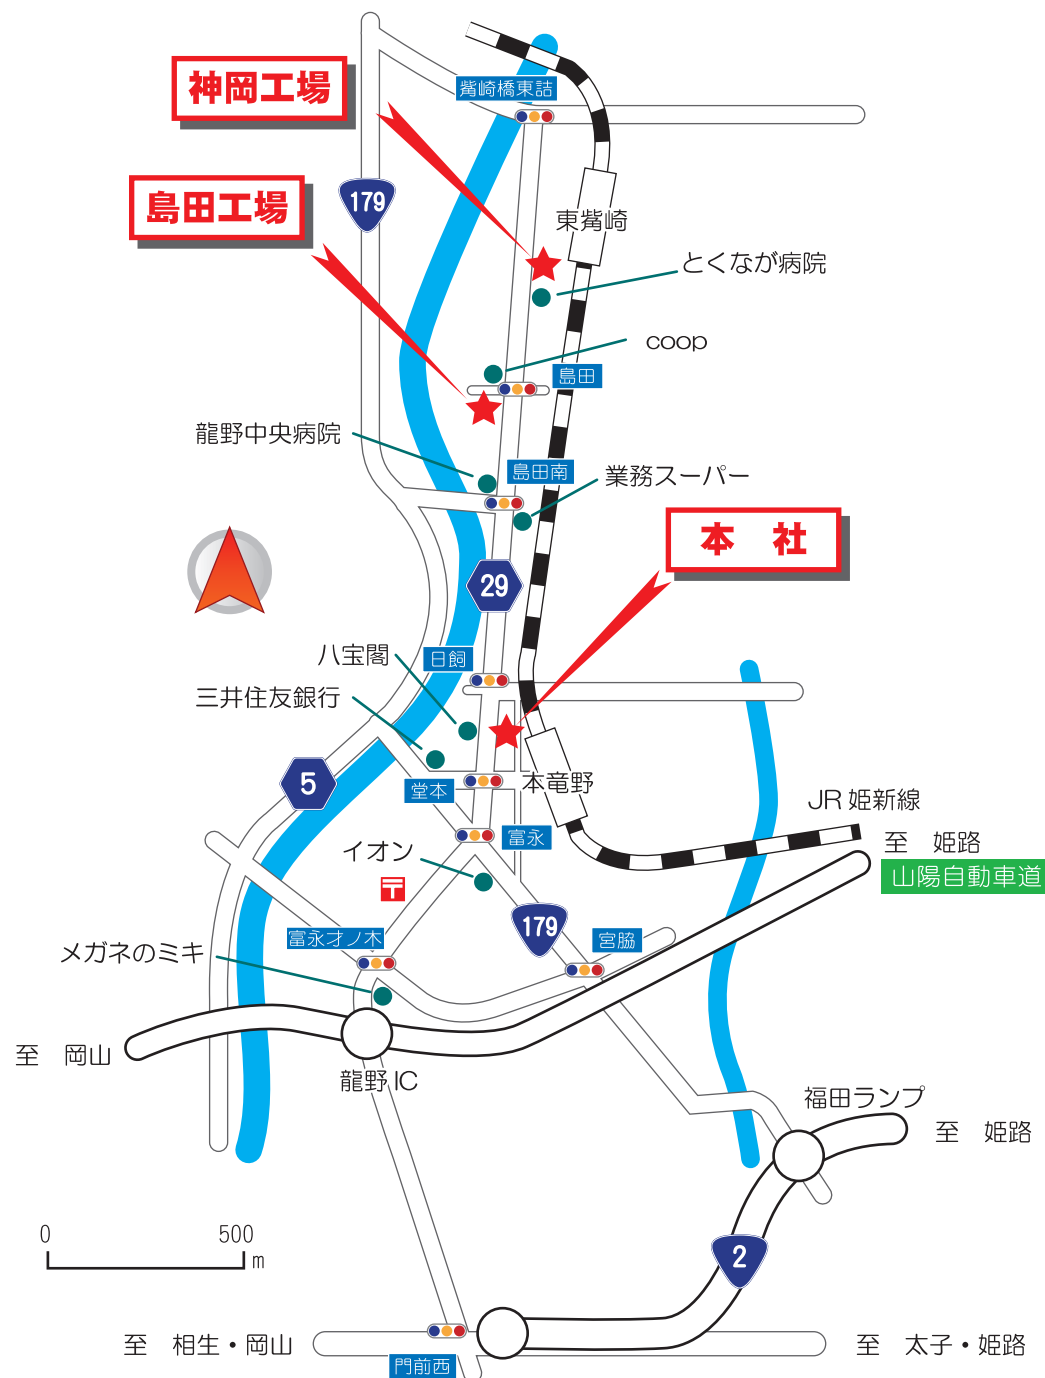 觜崎橋東詰
神岡工場
179
島田工場
東觜崎
とくなが病院
coop
島田
龍野中央病院
島田南
業務スーパー
本　社
29
八宝閣
日飼
三井住友銀行
5
堂本
本竜野
JR 姫新線
富永
至　姫路
山陽自動車道
イオン
179
富永才ノ木
宮脇
メガネのミキ
至　岡山
龍野 IC
福田ランプ
至　姫路
0 500 m
2
至　相生・岡山
至　太子・姫路
門前西